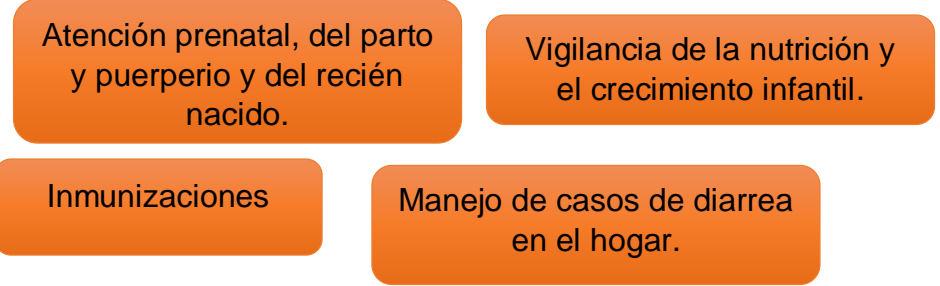 Atención prenatal, del parto
y puerperio y del recién
nacido.
Vigilancia de la nutrición y
el crecimiento infantil.
Inmunizaciones
Manejo de casos de diarrea
en el hogar.